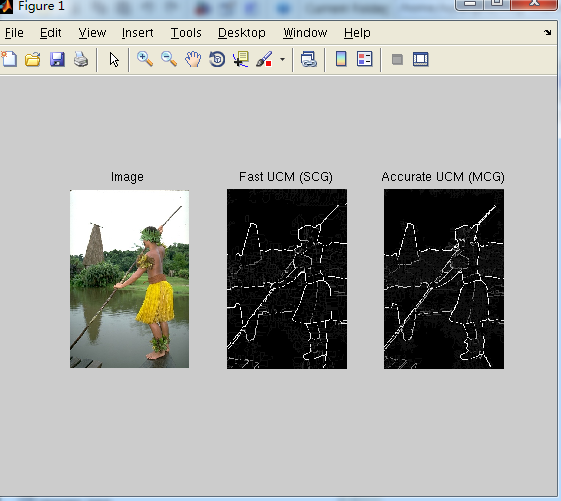 Figure 1
File Edit View Insert Tools Desktop Window Help
Image
Fast UCM (SCG)
Accurate UCM (MCG)